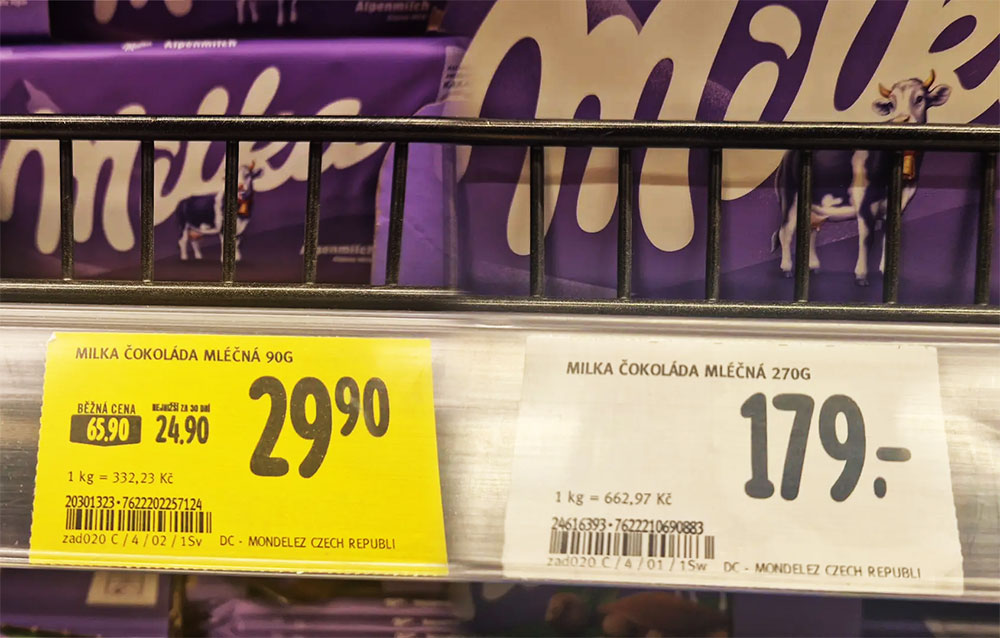 Alpenmilch
Alpenmilch
Milka
Milka
Alpenmilch
MILKA ČOKOLÁDA MLÉČNÁ 90G
BĚŽNÁ CENA
65.90
NEJNIŽŠÍ ZA 30 DNÍ
24.90
29 90
1 kg = 332,23 Kč
20301323·7622202257124
zad020 C / 4 / 02 / 1Sv DC - MONDELEZ CZECH REPUBLI
MILKA ČOKOLÁDA MLÉČNÁ 270G
179.-
1 kg = 662,97 Kč
24616393·7622210690883
zad020 C / 4 / 01 / 1Sw DC - MONDELEZ CZECH REPUBLI